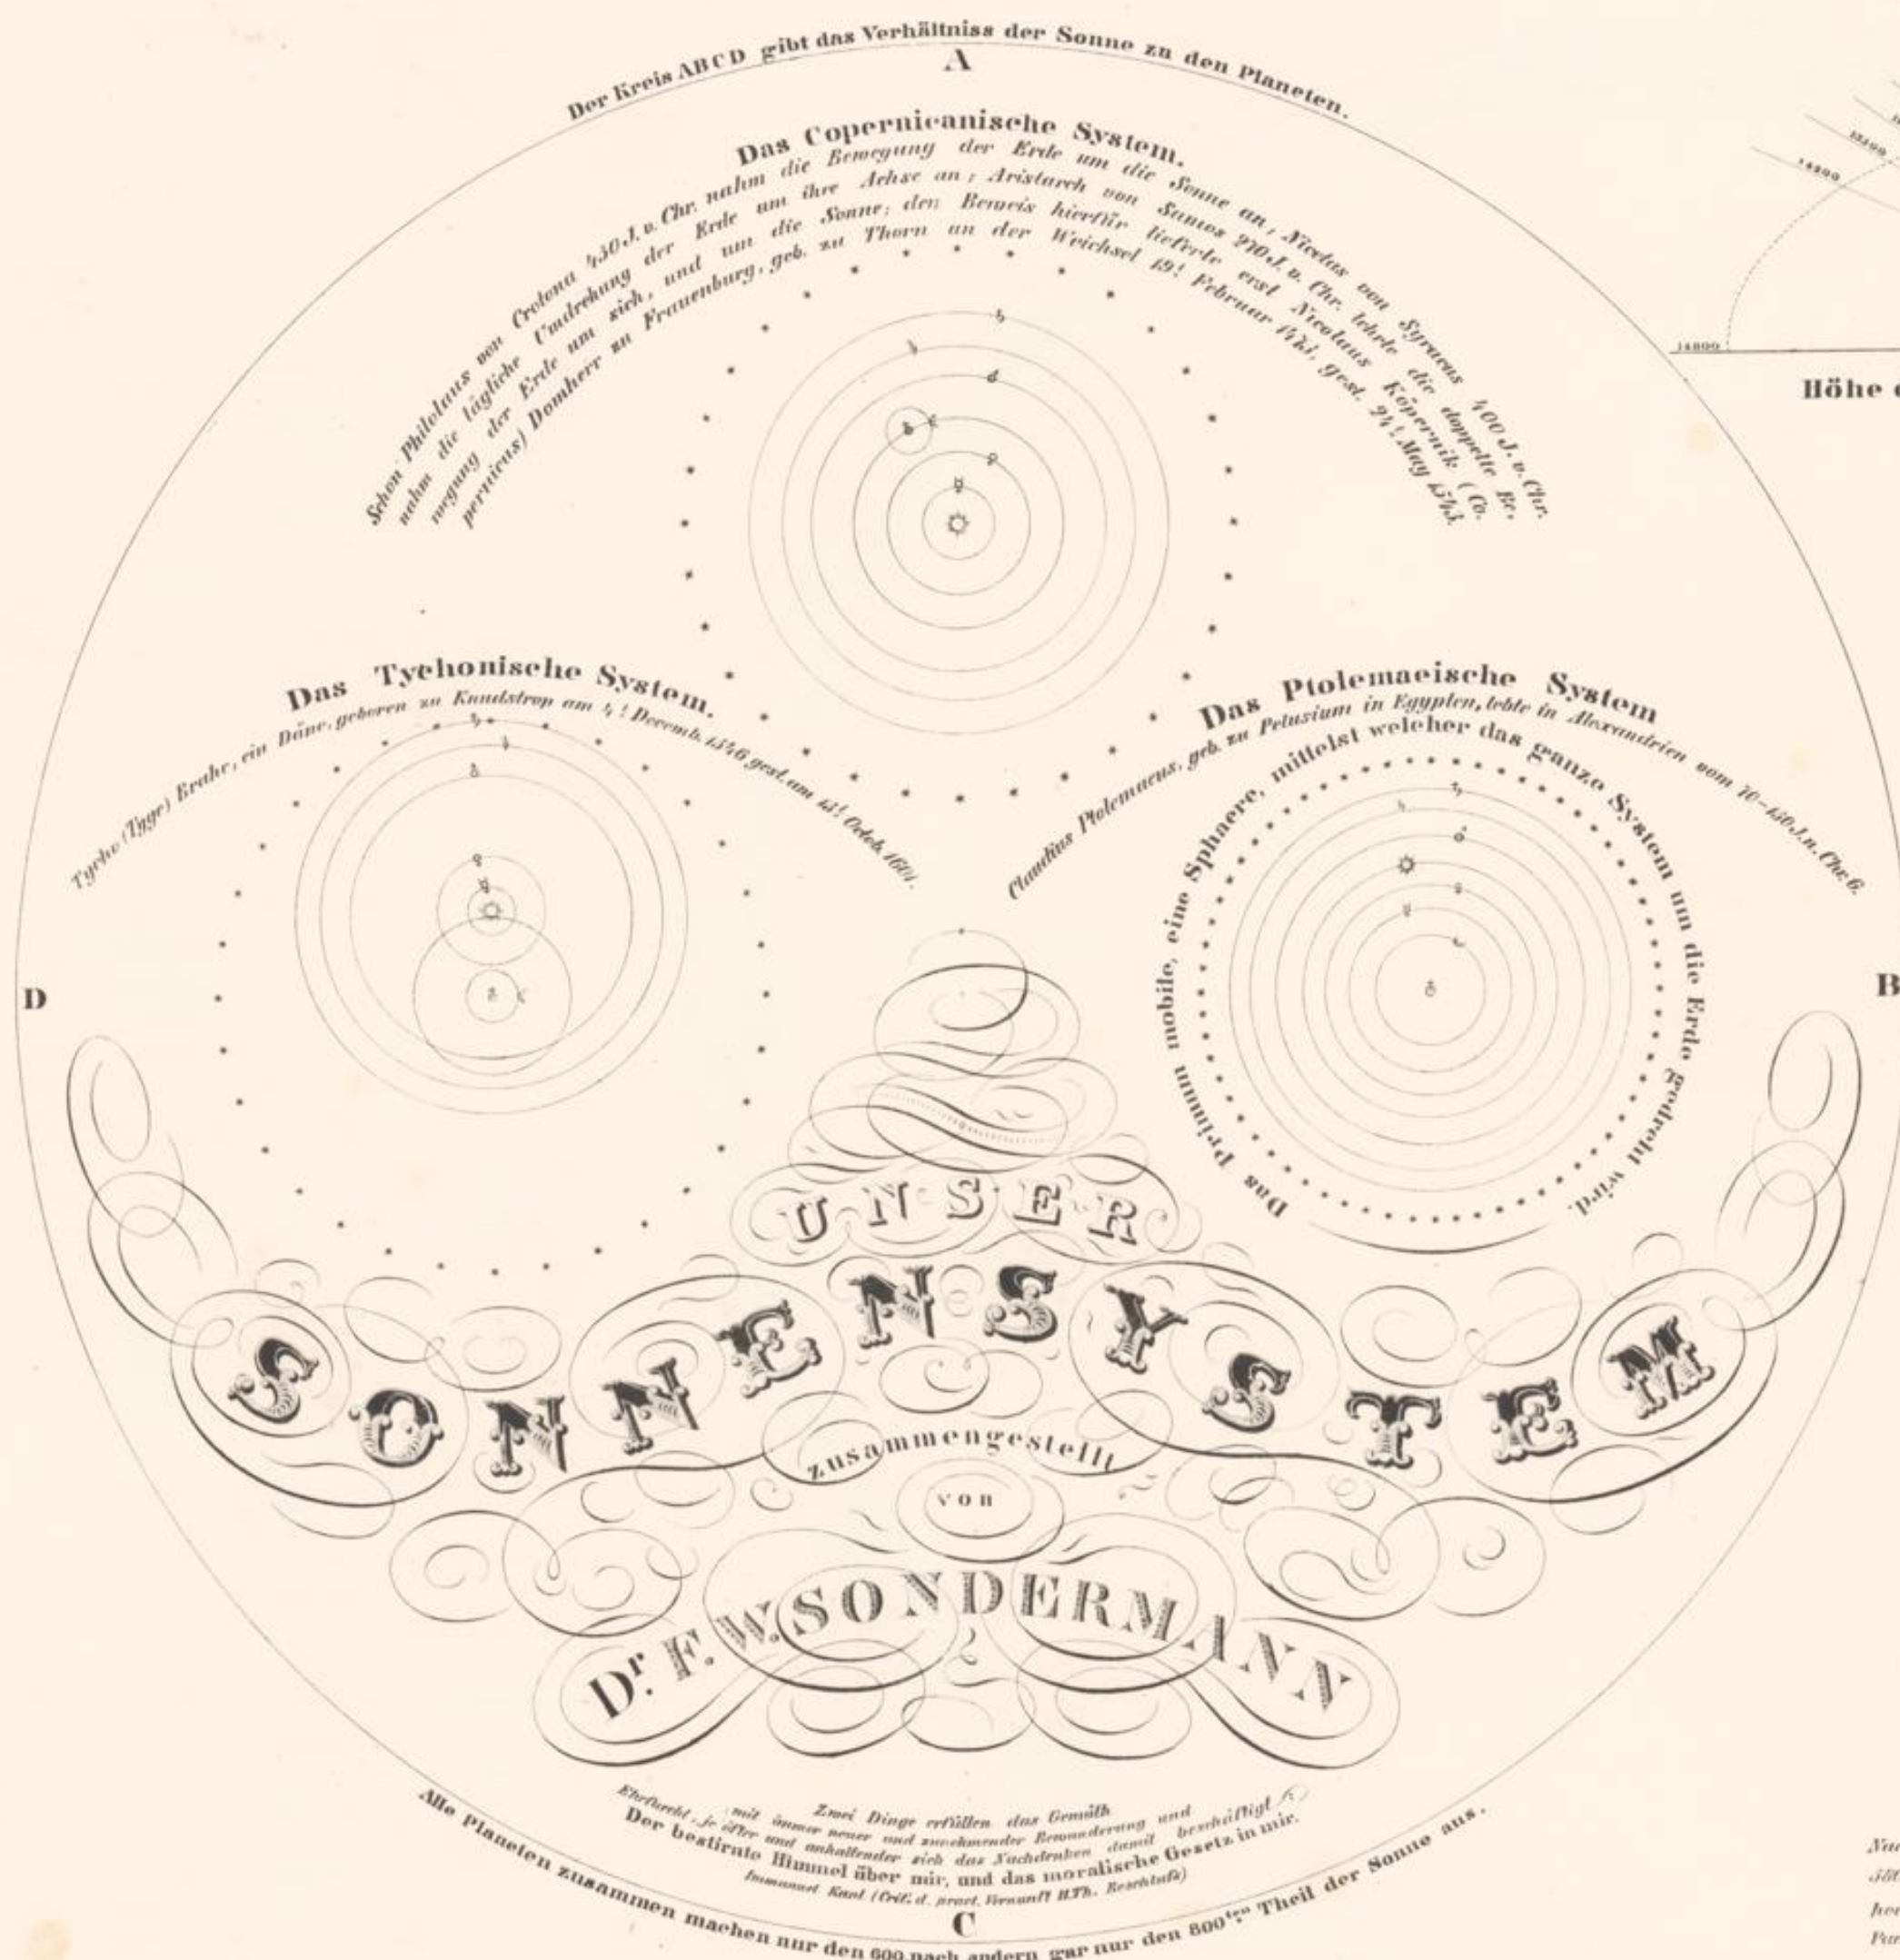 Der Kreis ABCD gibt das Verhältniss der Sonne zu den Planeten.
A
Das Copernicanische System.
Schon Philolaus von Crotona 450 J. v. Chr. nahm die Bewegung der Erde um die Sonne an, Nicetas von Syracus 400 J. v. Chr.
nahm die tägliche Umdrehung der Erde um ihre Achse an; Aristarch von Samos 270 J. v. Chr. lehrte die doppelte Be-
wegung der Erde um sich, und um die Sonne; den Beweis hierfür lieferte erst Nicolaus Kopernik (Co-
pernicus) Domherr zu Frauenburg, geb. zu Thorn an der Weichsel 19t Februar 1473, gest. 24t May 1543.
14200
14800
Höhe
Das Tychonische System.
Tycho (Tyge) Brahe, ein Däne, geboren zu Knudstrop am 4t Decemb. 1546 gest. am 13t Octob. 1601.
Das Ptolemaeische System
Claudius Ptolemaeus, geb. zu Pelusium in Egypten, lebte in Alexandrien vom 70-150 J. n. Chr. G.
Das Primum mobile, eine Sphaere, mittelst welcher das ganze System um die Erde gedreht wird.
D
B
UNSER
SONNENSYSTEM
zusammengestellt
von
Dr. F. W. SONDERMANN
Zwei Dinge erfüllen das Gemüth
mit immer neuer und zunehmender Bewunderung und
Ehrfurcht, je öfter und anhaltender sich das Nachdenken damit beschäftigt
Der bestirnte Himmel über mir, und das moralische Gesetz in mir.
Immanuel Kant (Crit. d. pract. Vernunft II. Th. Beschluß)
C
Alle Planeten zusammen machen nur den 600, nach andern gar nur den 800ten Theil der Sonne aus.